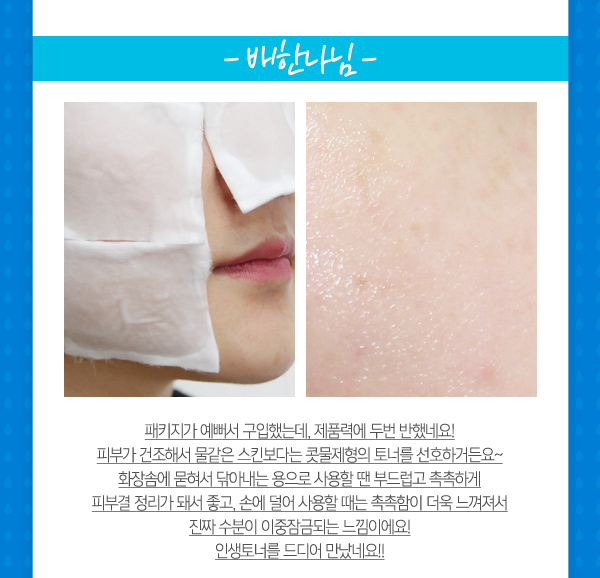 - 배한나님 -
패키지가 예뻐서 구입했는데, 제품력에 두번 반했네요!
피부가 건조해서 물같은 스킨보다는 콧물제형의 토너를 선호하거든요~
화장솜에 묻혀서 닦아내는 용으로 사용할 땐 부드럽고 촉촉하게
피부결 정리가 돼서 좋고, 손에 덜어 사용할 때는 촉촉함이 더욱 느껴져서
진짜 수분이 이중잠금되는 느낌이에요!
인생토너를 드디어 만났네요!!